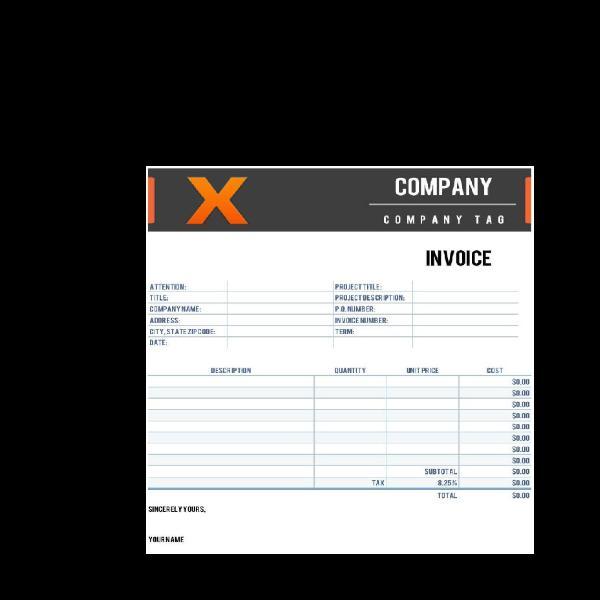 X
COMPANY
COMPANY TAG
INVOICE
ATTENTION: PROJECT TITLE:
TITLE: PROJECT DESCRIPTION:
COMPANY NAME: P.O. NUMBER:
ADDRESS: INVOICE NUMBER:
CITY, STATE ZIP CODE: TERM:
DATE:
DESCRIPTION QUANTITY UNIT PRICE COST
$0.00
$0.00
$0.00
$0.00
$0.00
$0.00
$0.00
$0.00
SUBTOTAL $0.00
TAX 8.25% $0.00
TOTAL $0.00
SINCERELY YOURS,
YOUR NAME